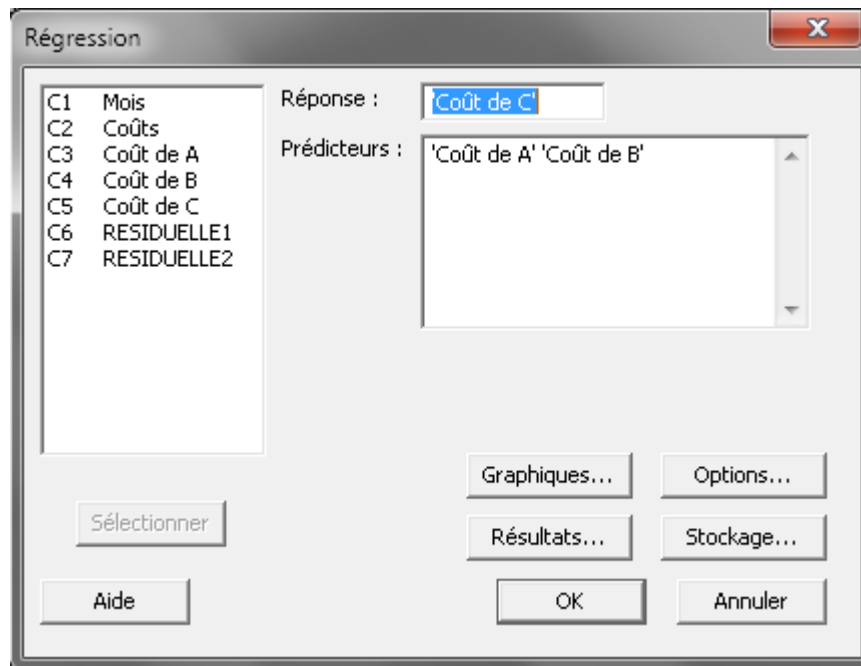 Régression
C1 Mois
C2 Coûts
C3 Coût de A
C4 Coût de B
C5 Coût de C
C6 RESIDUELLE1
C7 RESIDUELLE2
Réponse : 'Coût de C'
Prédicteurs : 'Coût de A' 'Coût de B'
Sélectionner
Graphiques... Options...
Résultats... Stockage...
Aide OK Annuler